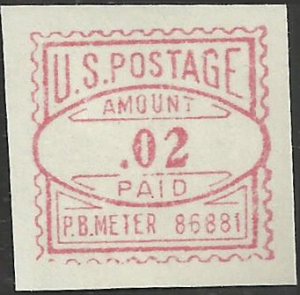 U.S.POSTAGE
AMOUNT
.02
PAID
P.B.METER 86881